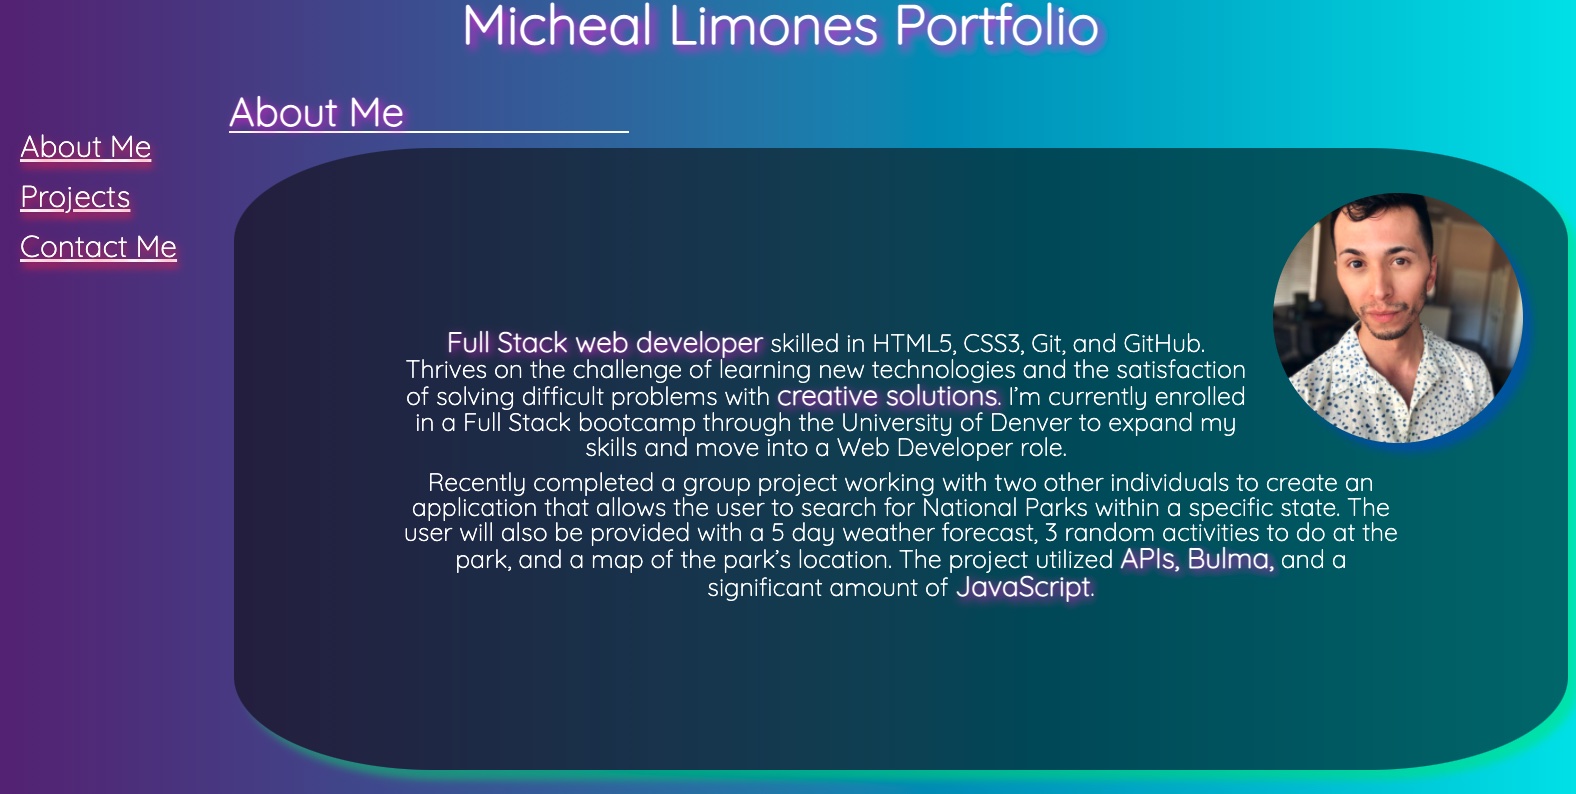 Micheal Limones Portfolio
About Me
About Me
Projects
Contact Me
Full Stack web developer skilled in HTML5, CSS3, Git, and GitHub.
Thrives on the challenge of learning new technologies and the satisfaction
of solving difficult problems with creative solutions. I’m currently enrolled
in a Full Stack bootcamp through the University of Denver to expand my
skills and move into a Web Developer role.
Recently completed a group project working with two other individuals to create an
application that allows the user to search for National Parks within a specific state. The
user will also be provided with a 5 day weather forecast, 3 random activities to do at the
park, and a map of the park’s location. The project utilized APIs, Bulma, and a
significant amount of JavaScript.